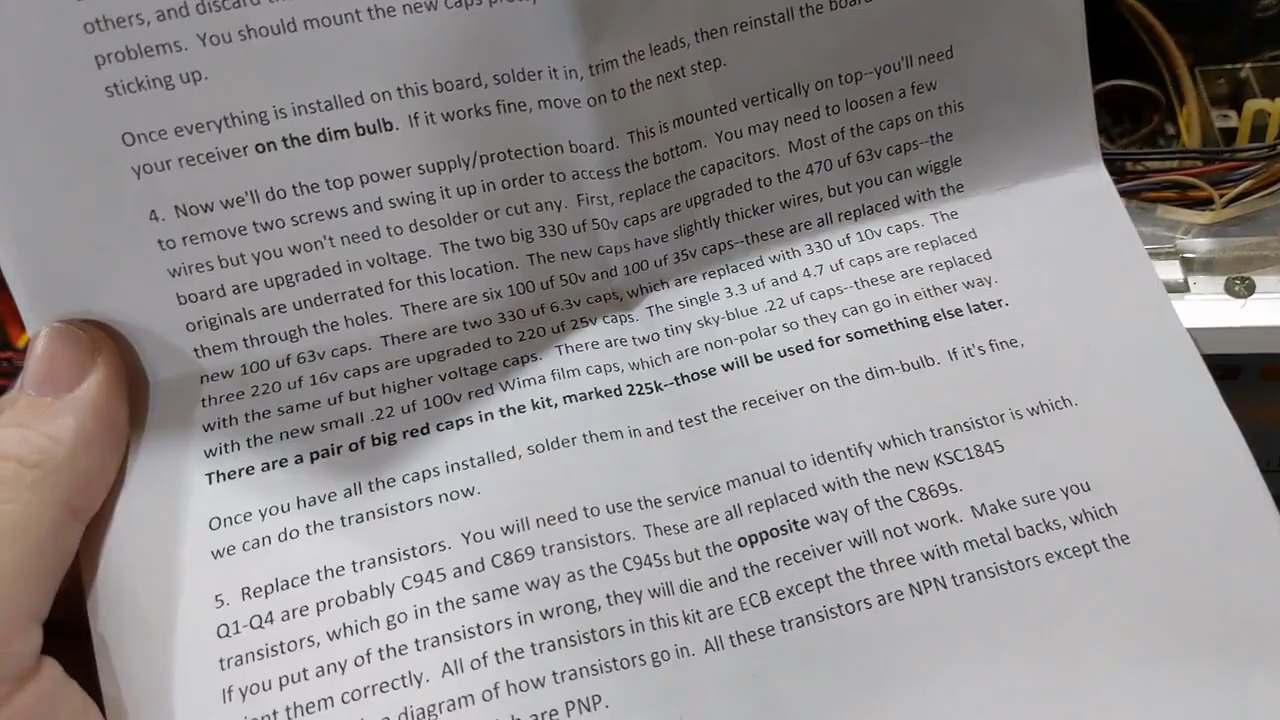 others, and discard
problems. You should mount the new caps
sticking up.
Once everything is installed on this board, solder it in, trim the leads, then reinstall the board
your receiver on the dim bulb. If it works fine, move on to the next step.
4. Now we'll do the top power supply/protection board. This is mounted vertically on top--you'll need
to remove two screws and swing it up in order to access the bottom. You may need to loosen a few
wires but you won't need to desolder or cut any. First, replace the capacitors. Most of the caps on this
board are upgraded in voltage. The two big 330 uf 50v caps are upgraded to the 470 uf 63v caps--the
originals are underrated for this location. The new caps have slightly thicker wires, but you can wiggle
them through the holes. There are six 100 uf 50v and 100 uf 35v caps--these are all replaced with the
new 100 uf 63v caps. There are two 330 uf 6.3v caps, which are replaced with 330 uf 10v caps. The
three 220 uf 16v caps are upgraded to 220 uf 25v caps. The single 3.3 uf and 4.7 uf caps are replaced
with the same uf but higher voltage caps. There are two tiny sky-blue .22 uf caps--these are replaced
with the new small .22 uf 100v red Wima film caps, which are non-polar so they can go in either way.
There are a pair of big red caps in the kit, marked 225k--those will be used for something else later.
Once you have all the caps installed, solder them in and test the receiver on the dim-bulb. If it's fine,
we can do the transistors now.
5. Replace the transistors. You will need to use the service manual to identify which transistor is which.
Q1-Q4 are probably C945 and C869 transistors. These are all replaced with the new KSC1845
transistors, which go in the same way as the C945s but the opposite way of the C869s.
If you put any of the transistors in wrong, they will die and the receiver will not work. Make sure you
them correctly. All of the transistors in this kit are ECB except the three with metal backs, which
diagram of how transistors go in. All these transistors are NPN transistors except the
are PNP.